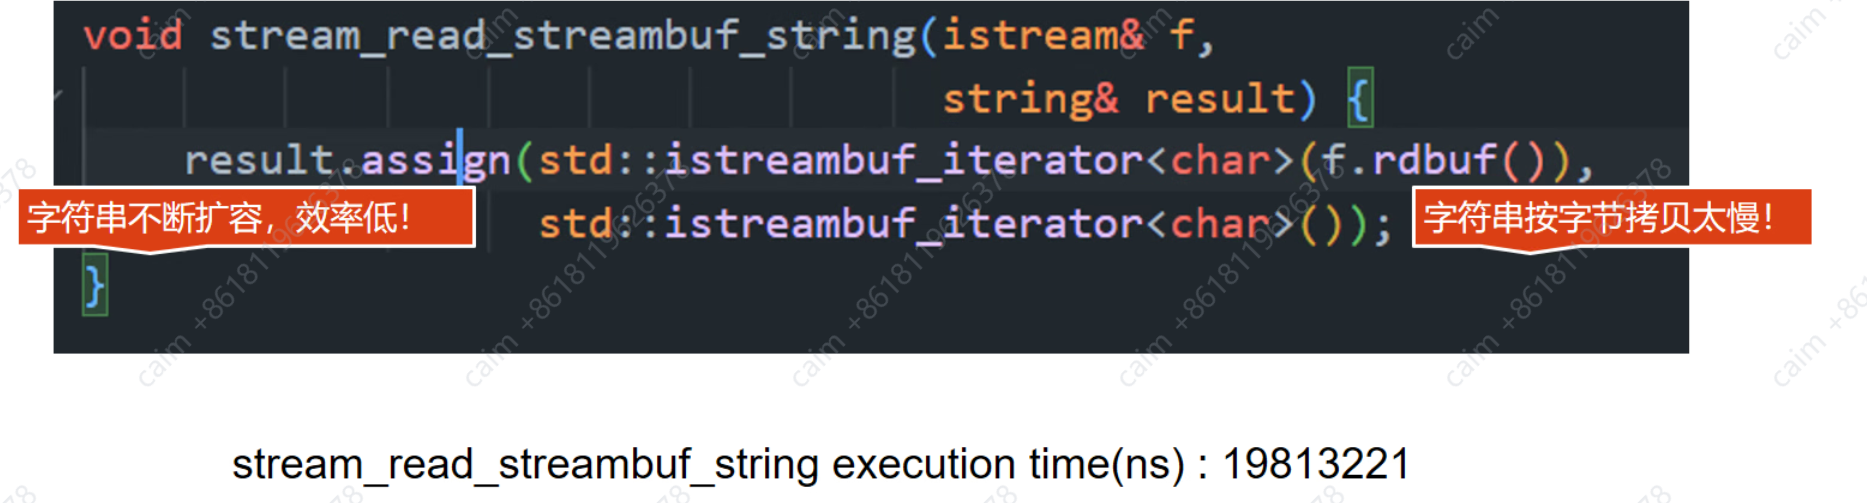 void stream_read_streambuf_string(istream& f,
string& result) {
result.assign(std::istreambuf_iterator<char>(f.rdbuf()),
字符串不断扩容，效率低！
std::istreambuf_iterator<char>());
字符串按字节拷贝太慢！
}
stream_read_streambuf_string execution time(ns) : 19813221
caim +8618119626378